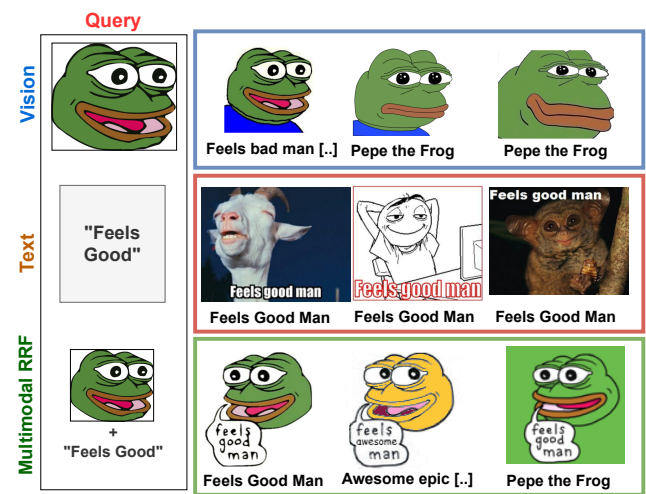 Query
Vision
Feels bad man [..]
Pepe the Frog
Pepe the Frog
Text
"Feels
Good"
Feels good man
Feels good man
Feels good man
Feels Good Man
Feels Good Man
Feels Good Man
Multimodal RRF
+
"Feels Good"
feels
good
man
feels
awesome
man
feels
good
man
Feels Good Man
Awesome epic [..]
Pepe the Frog